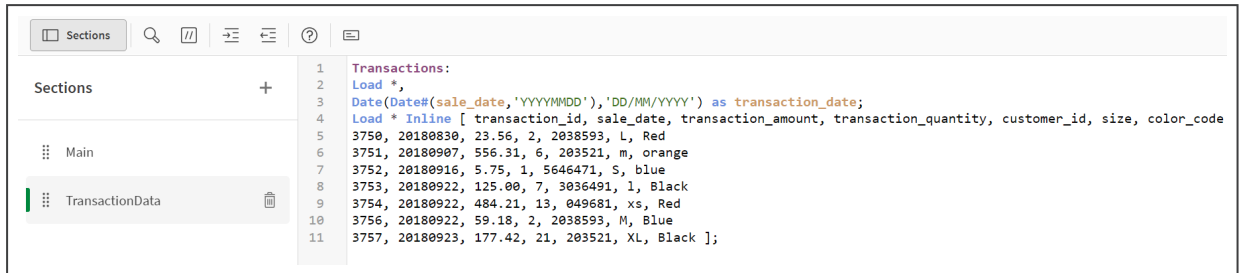 Sections
Sections
+
Main
TransactionData
1 Transactions:
2 Load *,
3 Date(Date#(sale_date,'YYYYMMDD'),'DD/MM/YYYY') as transaction_date;
4 Load * Inline [ transaction_id, sale_date, transaction_amount, transaction_quantity, customer_id, size, color_code
5 3750, 20180830, 23.56, 2, 2038593, L, Red
6 3751, 20180907, 556.31, 6, 203521, m, orange
7 3752, 20180916, 5.75, 1, 5646471, S, blue
8 3753, 20180922, 125.00, 7, 3036491, l, Black
9 3754, 20180922, 484.21, 13, 049681, xs, Red
10 3756, 20180922, 59.18, 2, 2038593, M, Blue
11 3757, 20180923, 177.42, 21, 203521, XL, Black ];